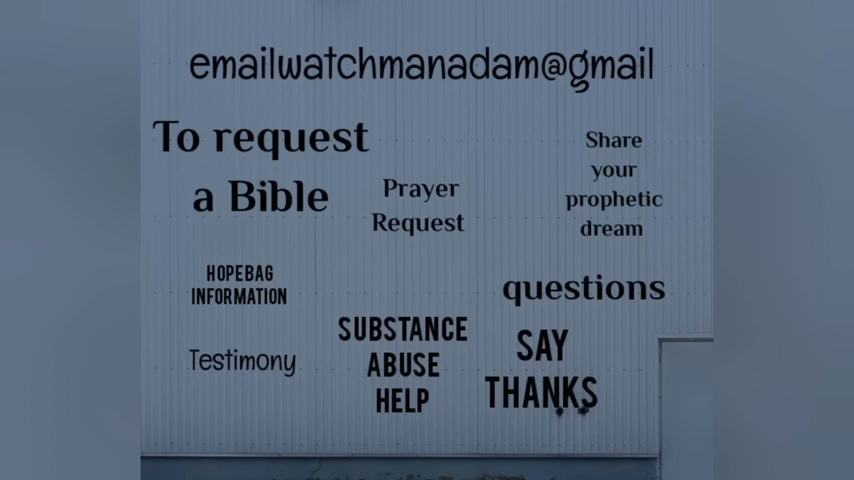 emailwatchmanadam@gmail
To request
a Bible
Prayer
Request
Share
your
prophetic
dream
HOPEBAG
INFORMATION
questions
Testimony
SUBSTANCE
ABUSE
HELP
SAY
THANKS